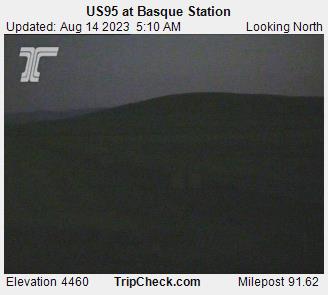 US95 at Basque Station
Updated: Aug 14 2023 5:10 AM Looking North
Elevation 4460 TripCheck.com Milepost 91.62